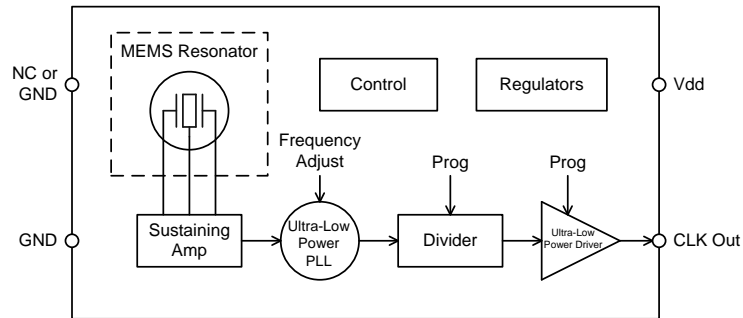 MEMS Resonator
NC or
GND
Control
Regulators
Vdd
Frequency
Adjust
Prog
Prog
GND
Sustaining
Amp
Ultra-Low
Power
PLL
Divider
Ultra-Low
Power Driver
CLK Out